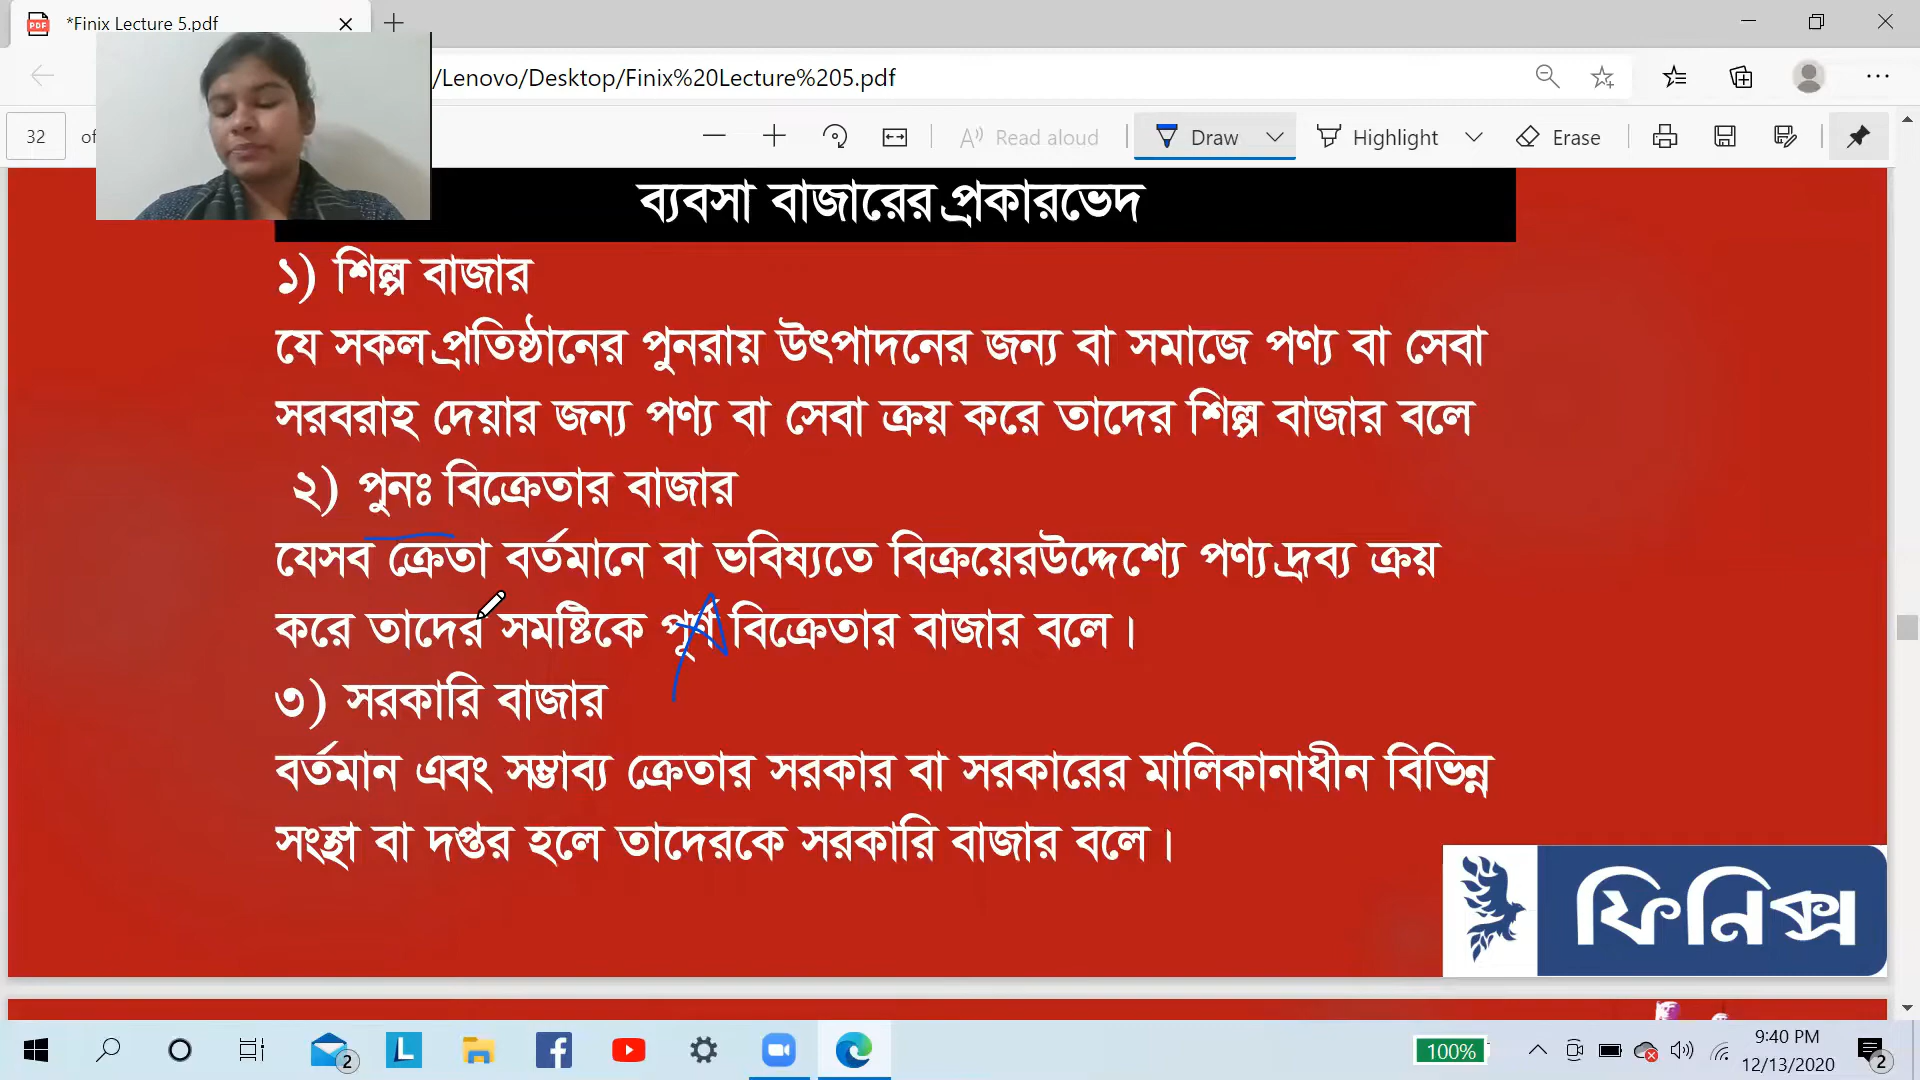 *Finix Lecture 5.pdf
/Lenovo/Desktop/Finix%20Lecture%205.pdf
32 of
Read aloud
Draw
Highlight
Erase
ব্যবসা বাজারের প্রকারভেদ
১) শিল্প বাজার
যে সকল প্রতিষ্ঠানের পুনরায় উৎপাদনের জন্য বা সমাজে পণ্য বা সেবা
সরবরাহ দেয়ার জন্য পণ্য বা সেবা ক্রয় করে তাদের শিল্প বাজার বলে
২) পুনঃ বিক্রেতার বাজার
যেসব ক্রেতা বর্তমানে বা ভবিষ্যতে বিক্রয়েরউদ্দেশ্যে পণ্য দ্রব্য ক্রয়
করে তাদের সমষ্টিকে পূর্ণ বিক্রেতার বাজার বলে।
৩) সরকারি বাজার
বর্তমান এবং সম্ভাব্য ক্রেতার সরকার বা সরকারের মালিকানাধীন বিভিন্ন
সংস্থা বা দপ্তর হলে তাদেরকে সরকারি বাজার বলে।
ফিনিক্স
2
L
100%
9:40 PM
12/13/2020
2